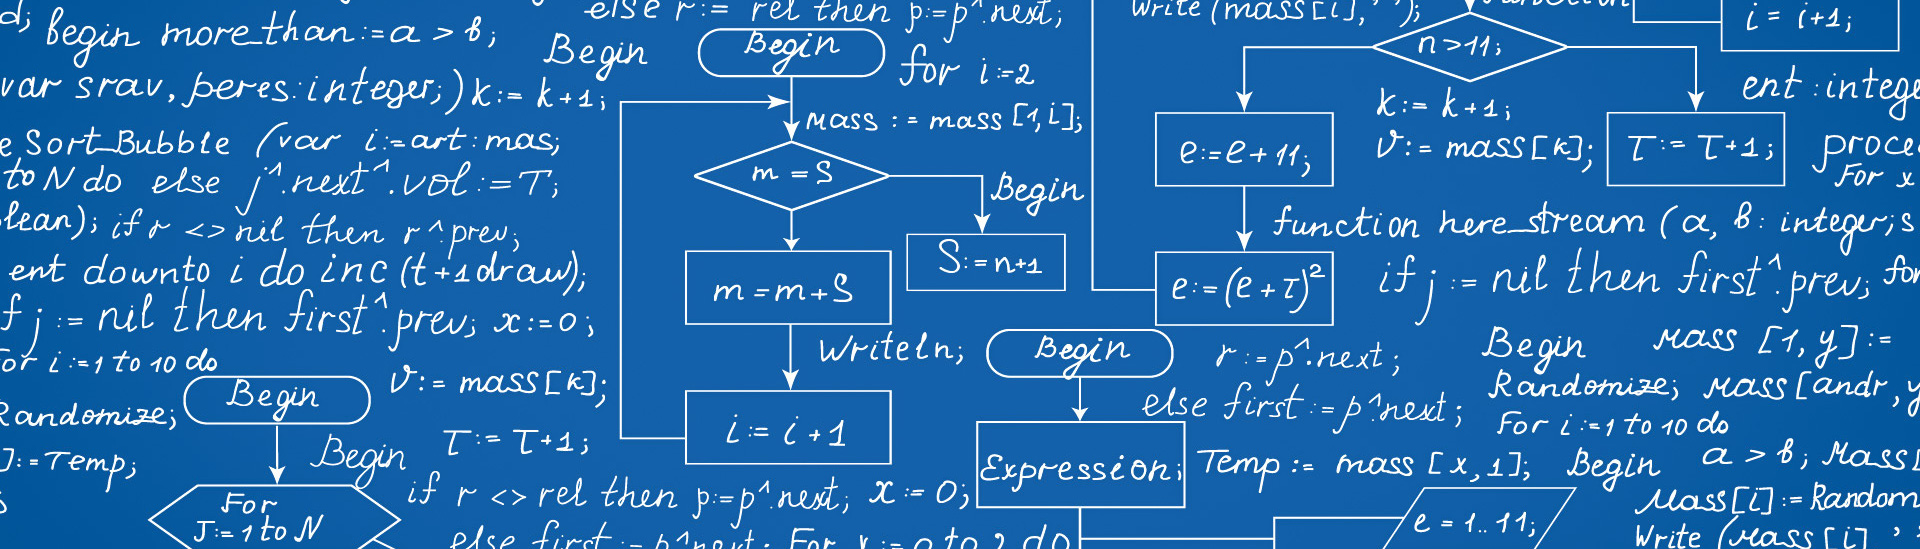 else r:= rel then p:=p^.next;
Write (mass[i], ' ');
d; begin more_than:=a > b;
Begin
Begin
for i:=2
n>11;
i = i+1;
var srav, peres:integer;) k:= k+1;
mass := mass [1, i];
k:= k+1;
ent :intege
e Sort_Bubble (var i:=art:mas;
m = S
e:=e+11;
v:= mass[k];
τ:= τ+1;
proce
For x
to N do else j^.next^.vol:=T;
Begin
olean); if r <> nil then r^.prev;
function here_stream (a, b: integer;s
S:=n+1
ent downto i do inc (t+1draw);
m =m+S
e:=(e+τ)²
if j := nil then first^.prev; for
f j := nil then first^.prev; x:=0;
Writeln;
Begin
r:=p^.next;
Begin
mass [1, y]:=
For i:=1 to 10 do
Begin
v:= mass[k];
else first:=p^.next;
Randomize; mass[andr, y
Randomize;
i:= i+1
For i:=1 to 10 do
Begin
τ:= τ+1;
]:=Temp;
Expression;
Temp:= mass [x,1];
Begin
a > b; Mass[
For
J:=1 to N
if r <> rel then p:=p^.next; x:=0;
e = 1..11;
Mass[i]:=Random
else first:=p^.next; For x:=0 to 2 do
Write (Mass[i] , '